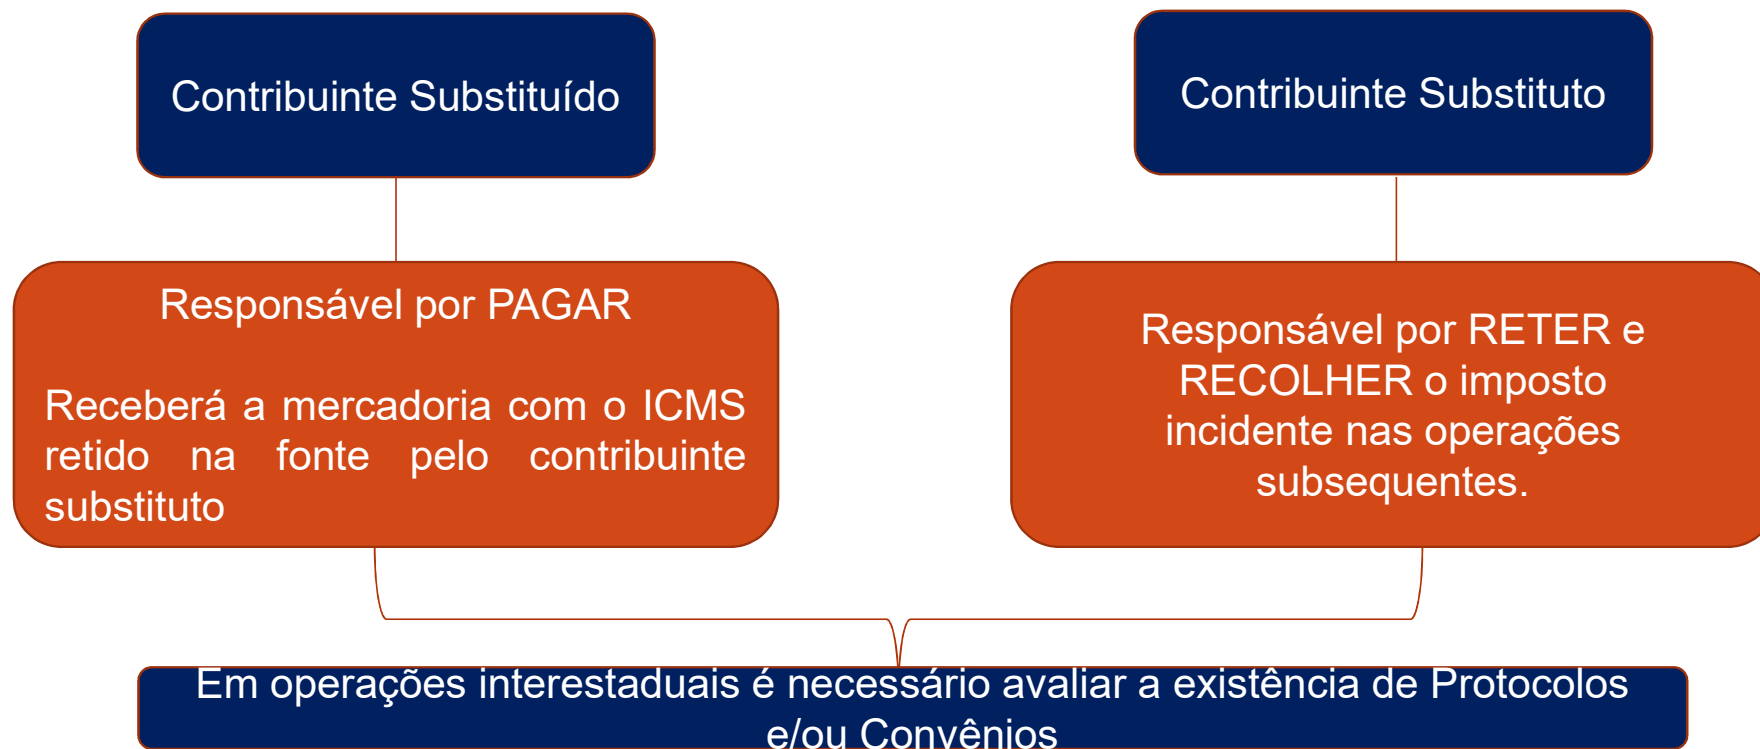 Contribuinte Substituído
Contribuinte Substituto
Responsável por PAGAR
Receberá a mercadoria com o ICMS
retido na fonte pelo contribuinte
substituto
Responsável por RETER e
RECOLHER o imposto
incidente nas operações
subsequentes.
Em operações interestaduais é necessário avaliar a existência de Protocolos
e/ou Convênios